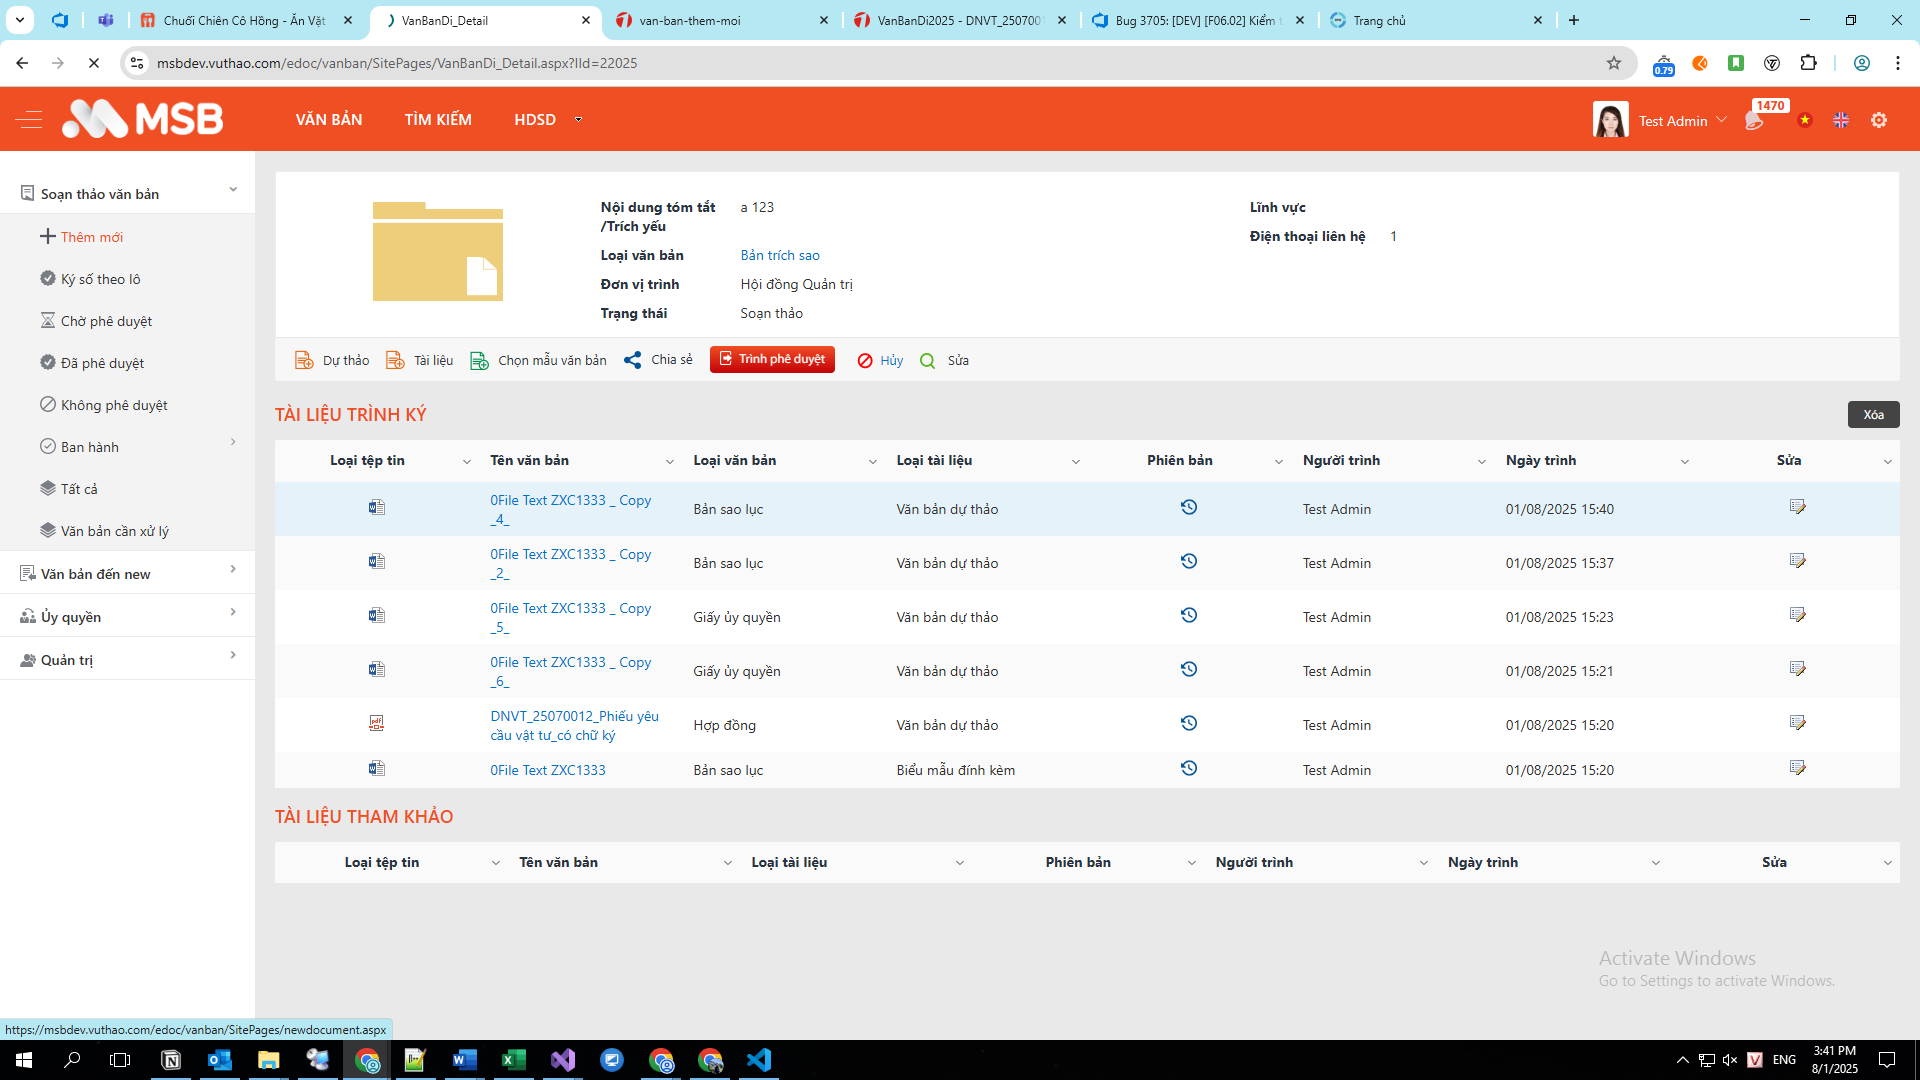 Chuối Chiên Cô Hồng - Ăn Vặt
VanBanDi_Detail
van-ban-them-moi
VanBanDi2025 - DNVT_250700
Bug 3705: [DEV] [F06.02] Kiểm t
Trang chủ
msbdev.vuthao.com/edoc/vanban/SitePages/VanBanDi_Detail.aspx?IId=22025
0.79
MSB
VĂN BẢN
TÌM KIẾM
HDSD
Test Admin
1470
Soạn thảo văn bản
Thêm mới
Ký số theo lô
Chờ phê duyệt
Đã phê duyệt
Không phê duyệt
Ban hành
Tất cả
Văn bản cần xử lý
Văn bản đến new
Ủy quyền
Quản trị
Nội dung tóm tắt a 123
/Trích yếu
Loại văn bản Bản trích sao
Đơn vị trình Hội đồng Quản trị
Trạng thái Soạn thảo
Lĩnh vực
Điện thoại liên hệ 1
Dự thảo Tài liệu Chọn mẫu văn bản Chia sẻ Trình phê duyệt Hủy Sửa
TÀI LIỆU TRÌNH KÝ
Xóa
Loại tệp tin Tên văn bản Loại văn bản Loại tài liệu Phiên bản Người trình Ngày trình Sửa
0File Text ZXC1333 _ Copy
_4_
Bản sao lục Văn bản dự thảo Test Admin 01/08/2025 15:40
0File Text ZXC1333 _ Copy
_2_
Bản sao lục Văn bản dự thảo Test Admin 01/08/2025 15:37
0File Text ZXC1333 _ Copy
_5_
Giấy ủy quyền Văn bản dự thảo Test Admin 01/08/2025 15:23
0File Text ZXC1333 _ Copy
_6_
Giấy ủy quyền Văn bản dự thảo Test Admin 01/08/2025 15:21
DNVT_25070012_Phiếu yêu
cầu vật tư_có chữ ký
Hợp đồng Văn bản dự thảo Test Admin 01/08/2025 15:20
0File Text ZXC1333 Bản sao lục Biểu mẫu đính kèm Test Admin 01/08/2025 15:20
TÀI LIỆU THAM KHẢO
Loại tệp tin Tên văn bản Loại tài liệu Phiên bản Người trình Ngày trình Sửa
Activate Windows
Go to Settings to activate Windows.
https://msbdev.vuthao.com/edoc/vanban/SitePages/newdocument.aspx
ENG
3:41 PM
8/1/2025